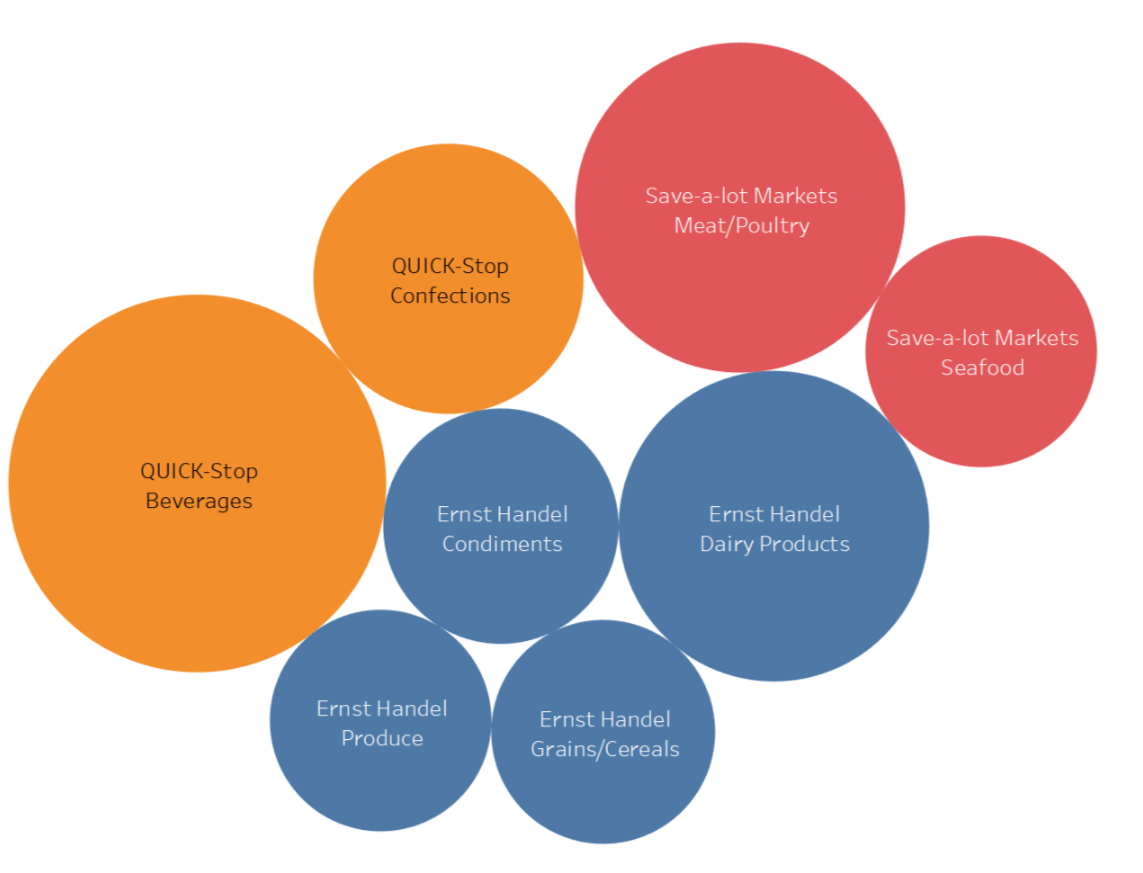 Save-a-lot Markets
Meat/Poultry
QUICK-Stop
Confections
Save-a-lot Markets
Seafood
QUICK-Stop
Beverages
Ernst Handel
Condiments
Ernst Handel
Dairy Products
Ernst Handel
Produce
Ernst Handel
Grains/Cereals